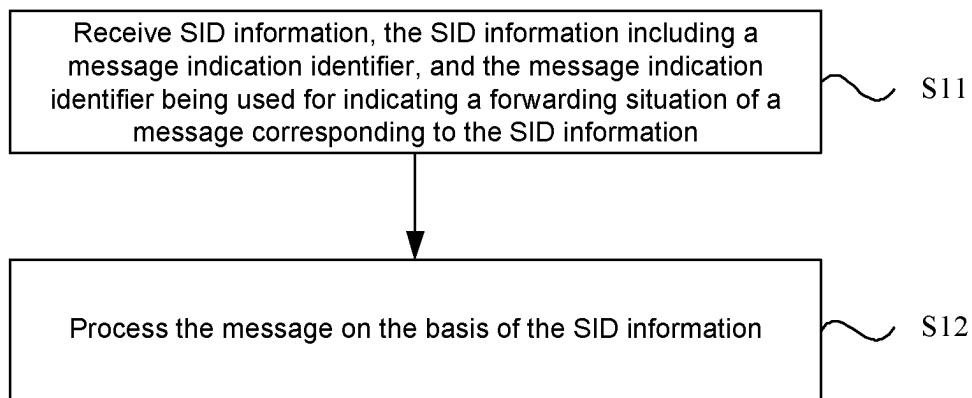 Receive SID information, the SID information including a
message indication identifier, and the message indication
identifier being used for indicating a forwarding situation of a
message corresponding to the SID information
S11
Process the message on the basis of the SID information
S12